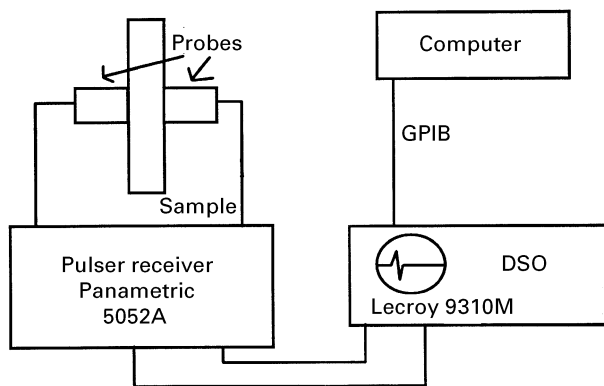 Probes
Computer
GPIB
Sample
Pulser receiver
Panametric
5052A
DSO
Lecroy 9310M